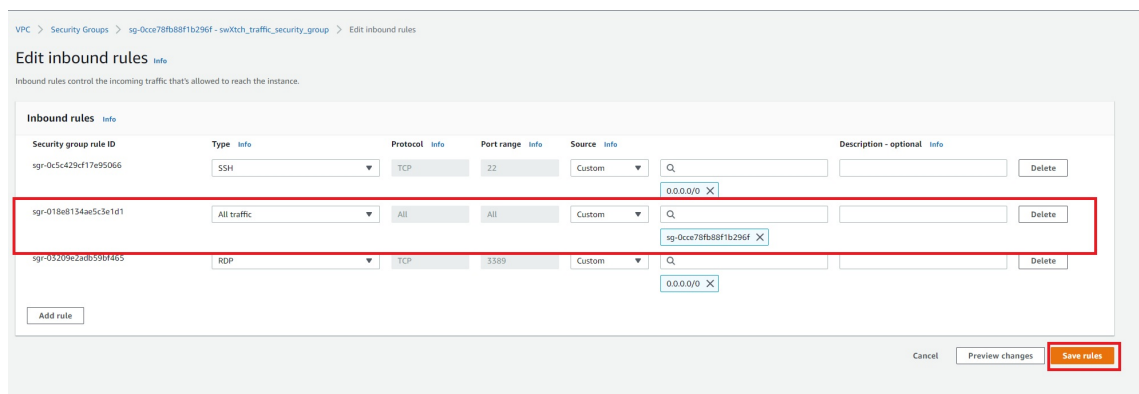 VPC > Security Groups > sg-0cce78fb88f1b296f - swXtch_traffic_security_group > Edit inbound rules
Edit inbound rules Info
Inbound rules control the incoming traffic that's allowed to reach the instance.
Inbound rules Info
Security group rule ID Type Info Protocol Info Port range Info Source Info Description - optional Info
sgr-0c5c429cf17e95066 SSH TCP 22 Custom Delete
0.0.0.0/0
sgr-018e8134ae5c3e1d1 All traffic All All Custom Delete
sg-0cce78fb88f1b296f
sgr-03209e2adb59bf465 RDP TCP 3389 Custom Delete
0.0.0.0/0
Add rule
Cancel Preview changes Save rules